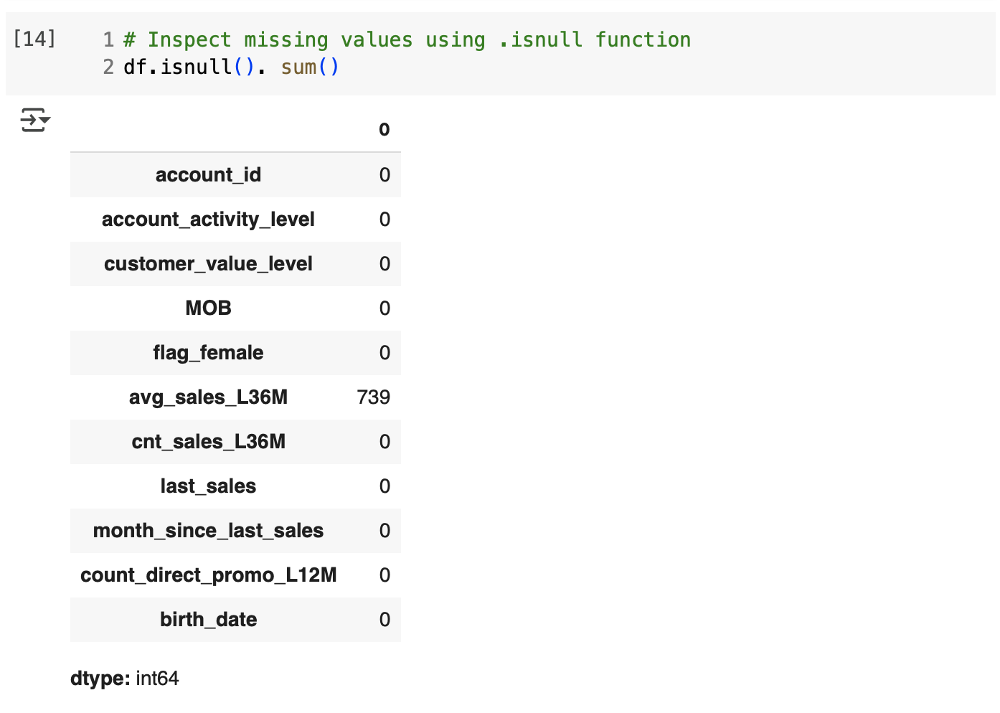 [14]
1 # Inspect missing values using .isnull function
2 df.isnull(). sum()
0
account_id 0
account_activity_level 0
customer_value_level 0
MOB 0
flag_female 0
avg_sales_L36M 739
cnt_sales_L36M 0
last_sales 0
month_since_last_sales 0
count_direct_promo_L12M 0
birth_date 0
dtype: int64